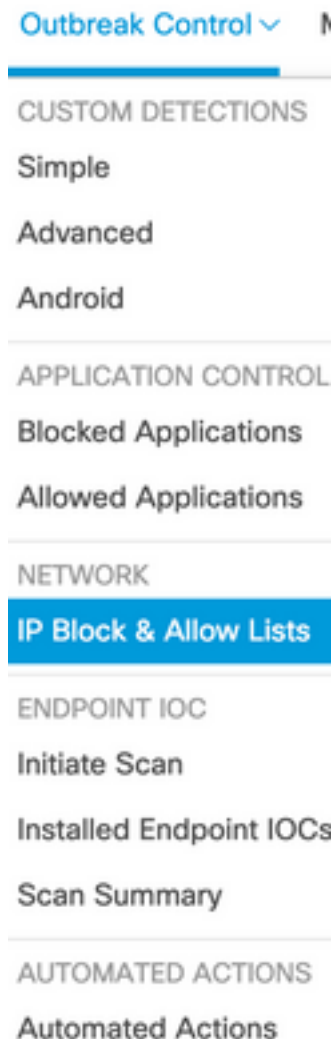 Outbreak Control
CUSTOM DETECTIONS
Simple
Advanced
Android
APPLICATION CONTROL
Blocked Applications
Allowed Applications
NETWORK
IP Block & Allow Lists
ENDPOINT IOC
Initiate Scan
Installed Endpoint IOCs
Scan Summary
AUTOMATED ACTIONS
Automated Actions